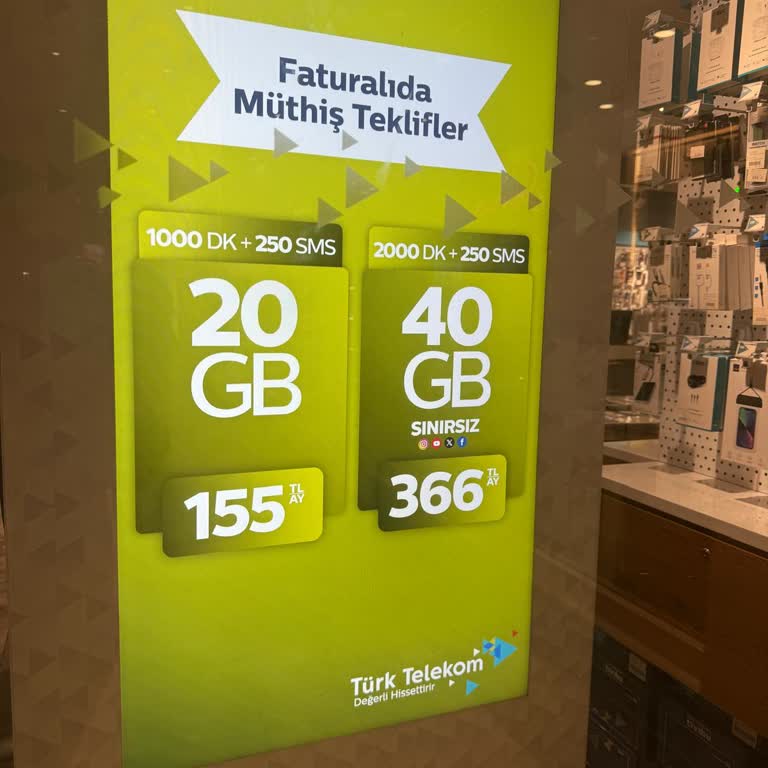 Faturalıda
Müthiş Teklifler
1000 DK + 250 SMS
20
GB
155 TL
AY
2000 DK + 250 SMS
40
GB
SINIRSIZ
366 TL
AY
Türk Telekom
Değerli Hissettirir